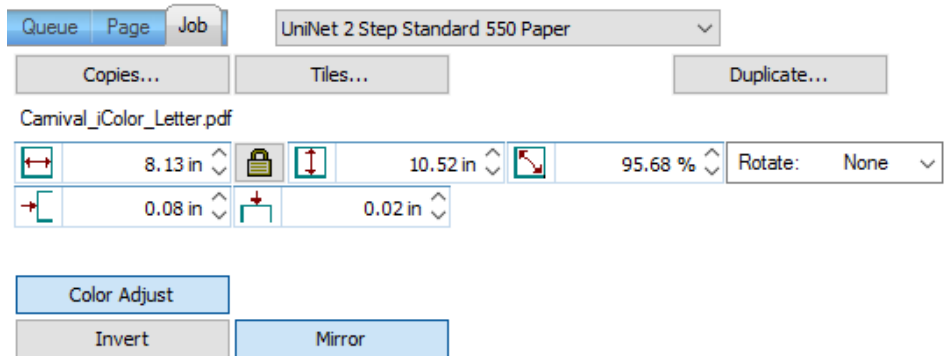 Queue Page Job UniNet 2 Step Standard 550 Paper
Copies... Tiles... Duplicate...
Carnival_iColor_Letter.pdf
8.13 in 10.52 in 95.68 % Rotate: None
0.08 in 0.02 in
Color Adjust
Invert Mirror